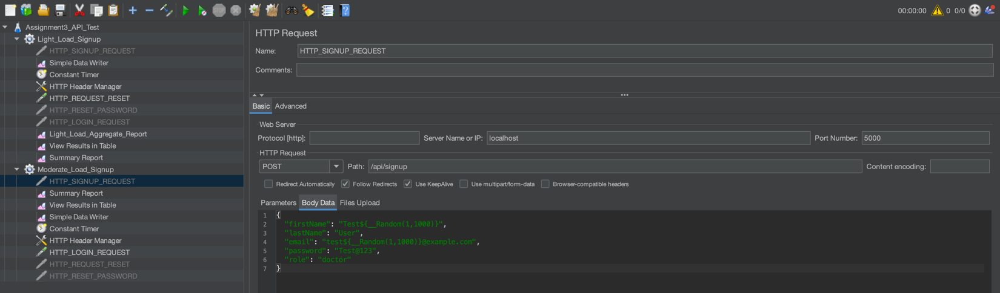 00:00:00 0 0/0
Assignment3_API_Test
Light_Load_Signup
HTTP_SIGNUP_REQUEST
Simple Data Writer
Constant Timer
HTTP Header Manager
HTTP_REQUEST_RESET
HTTP_RESET_PASSWORD
HTTP_LOGIN_REQUEST
Light_Load_Aggregate_Report
View Results in Table
Summary Report
Moderate_Load_Signup
HTTP_SIGNUP_REQUEST
Summary Report
View Results in Table
Simple Data Writer
Constant Timer
HTTP Header Manager
HTTP_LOGIN_REQUEST
HTTP_REQUEST_RESET
HTTP_RESET_PASSWORD
HTTP Request
Name: HTTP_SIGNUP_REQUEST
Comments:
Basic Advanced
Web Server
Protocol [http]: Server Name or IP: localhost Port Number: 5000
HTTP Request
POST Path: /api/signup Content encoding:
Redirect Automatically Follow Redirects Use KeepAlive Use multipart/form-data Browser-compatible headers
Parameters Body Data Files Upload
1 {
2 "firstName": "Test${__Random(1,1000)}",
3 "lastName": "User",
4 "email": "test${__Random(1,1000)}@example.com",
5 "password": "Test@123",
6 "role": "doctor"
7 }